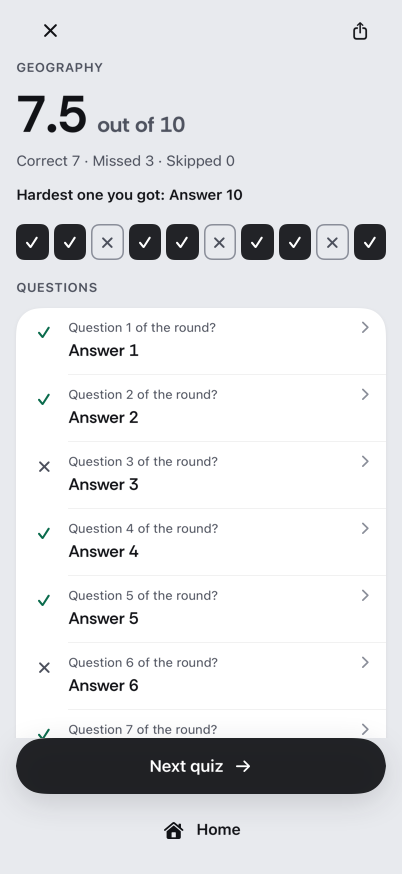 GEOGRAPHY
7.5 out of 10
Correct 7 · Missed 3 · Skipped 0
Hardest one you got: Answer 10
QUESTIONS
Question 1 of the round?
Answer 1
Question 2 of the round?
Answer 2
Question 3 of the round?
Answer 3
Question 4 of the round?
Answer 4
Question 5 of the round?
Answer 5
Question 6 of the round?
Answer 6
Question 7 of the round?
Next quiz
Home